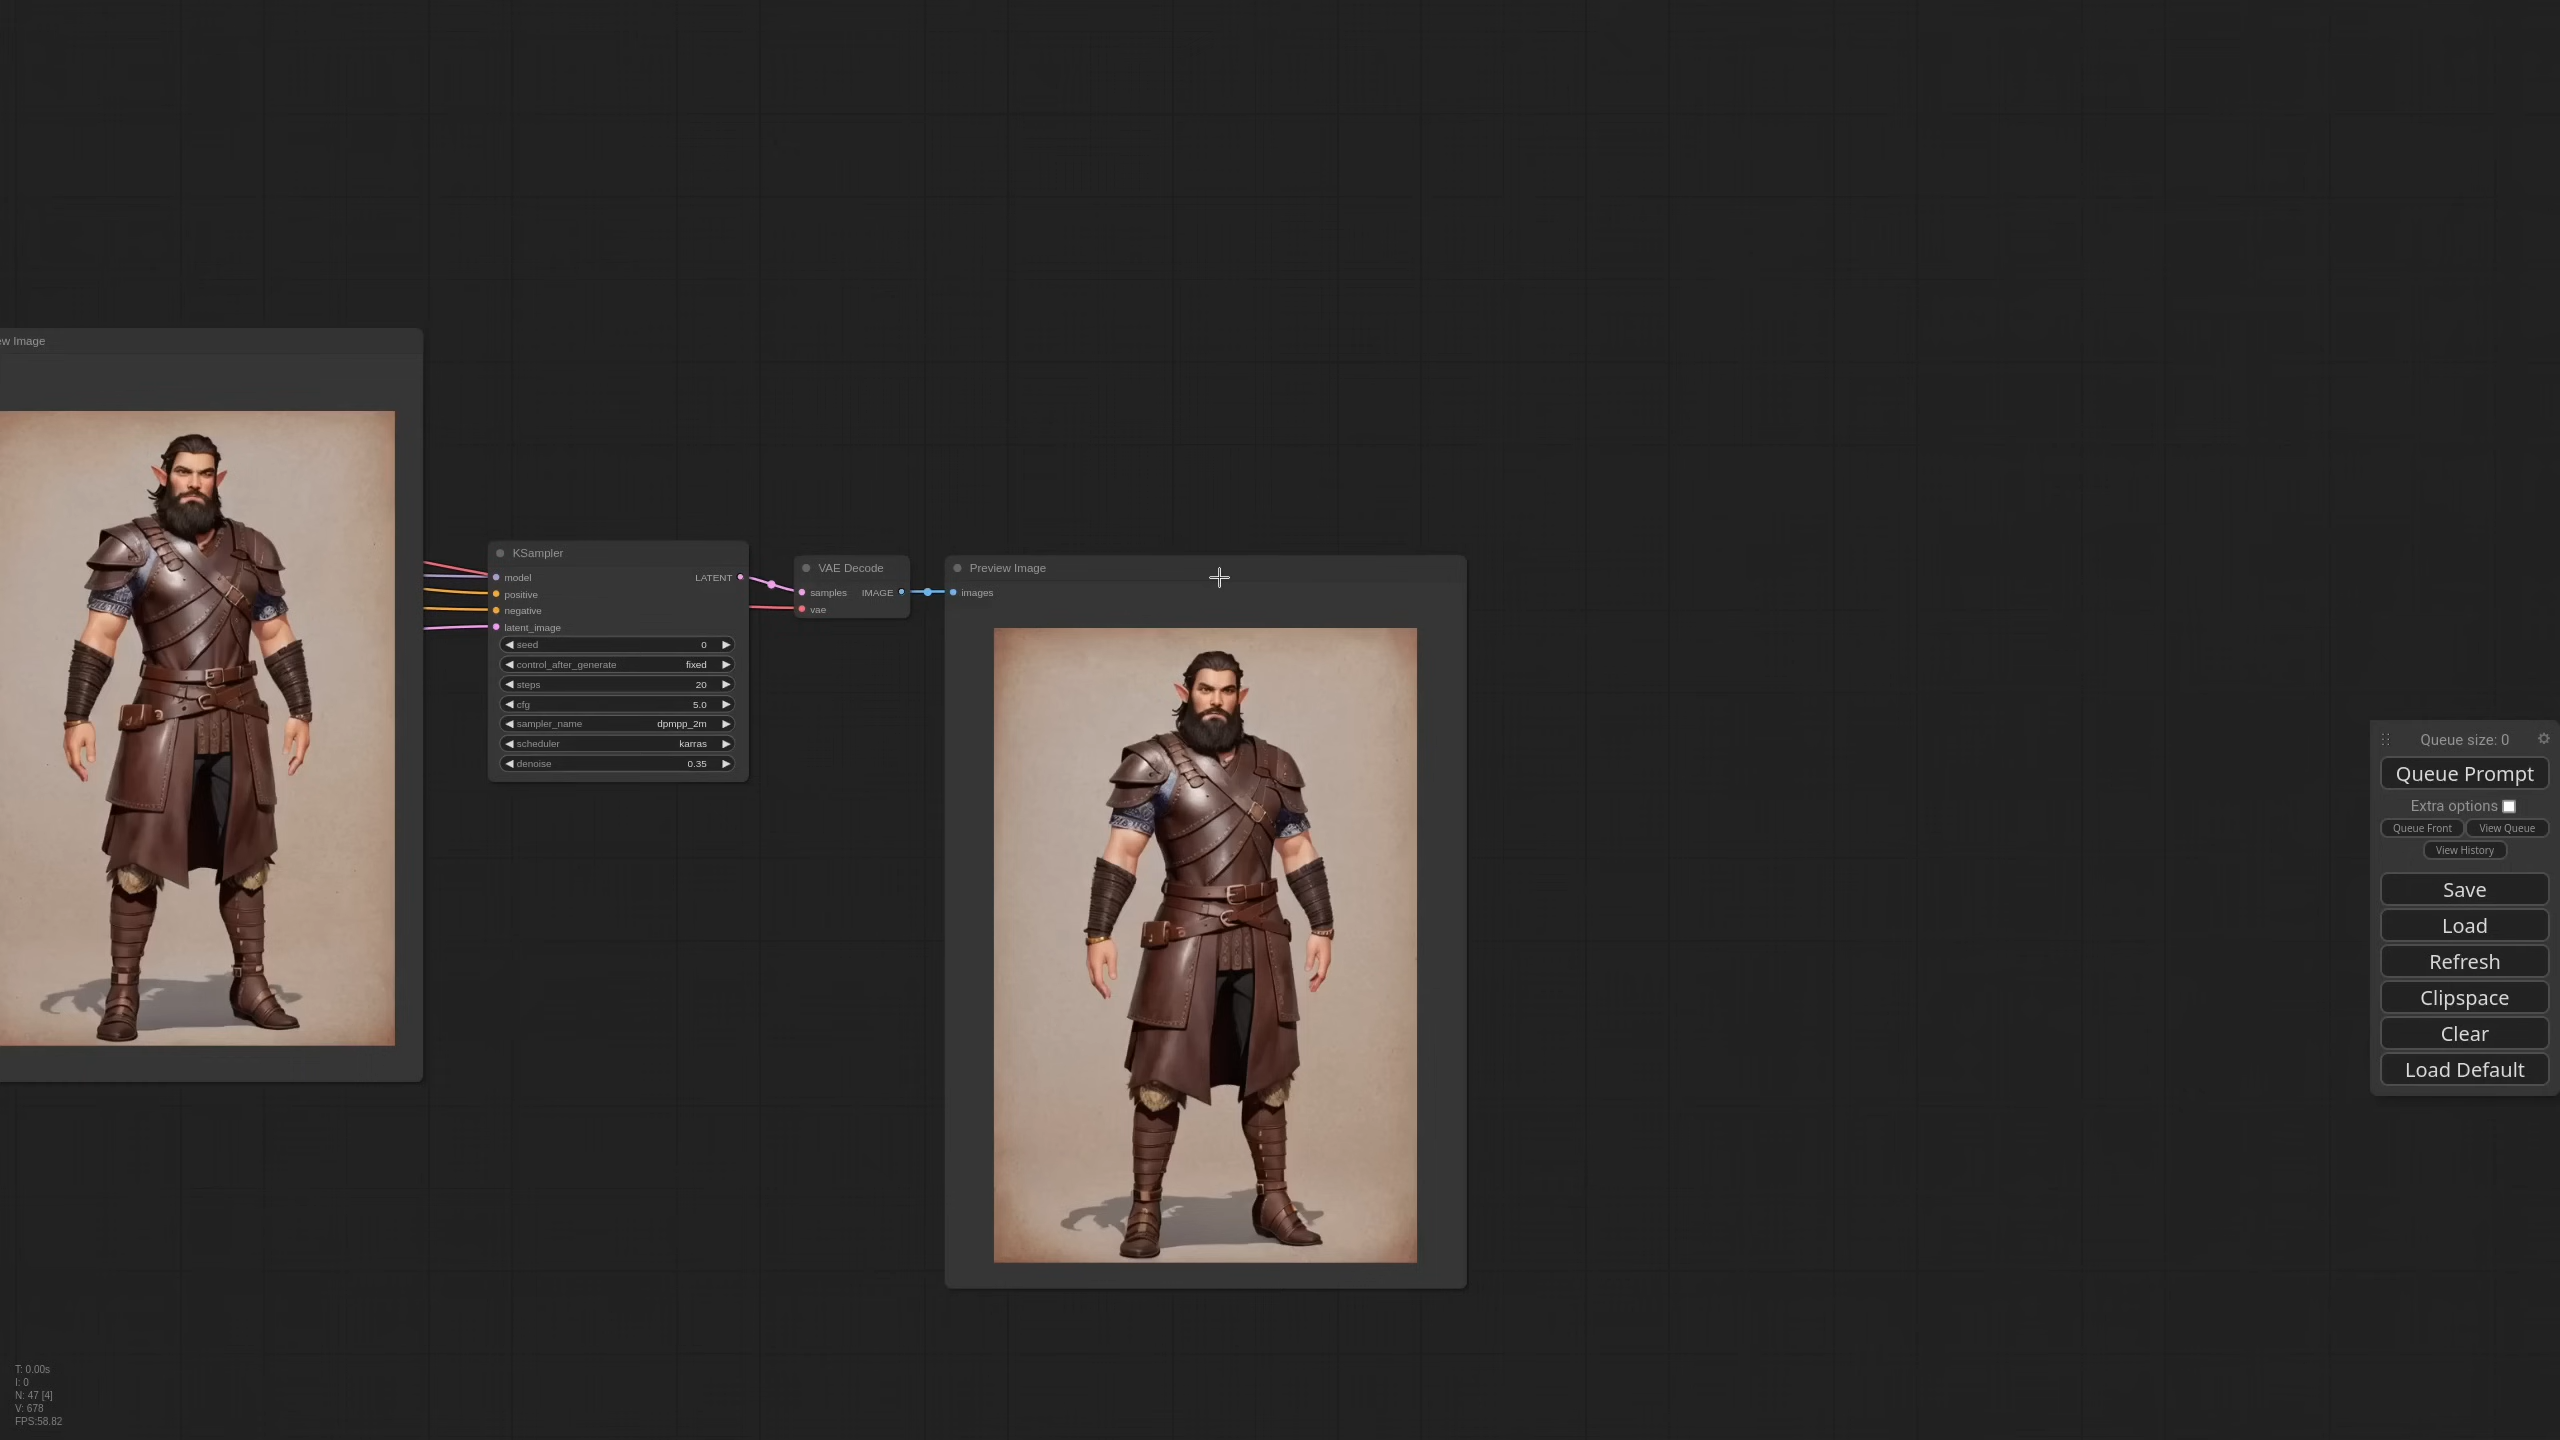 ew Image
KSampler
model LATENT
positive
negative
latent_image
seed 0
control_after_generate fixed
steps 20
cfg 5.0
sampler_name dpmpp_2m
scheduler karras
denoise 0.35
VAE Decode
samples IMAGE
vae
Preview Image
images
Queue size: 0
Queue Prompt
Extra options
Queue Front View Queue
View History
Save
Load
Refresh
Clipspace
Clear
Load Default
T: 0.00s
I: 0
N: 47 [4]
V: 678
FPS:58.82